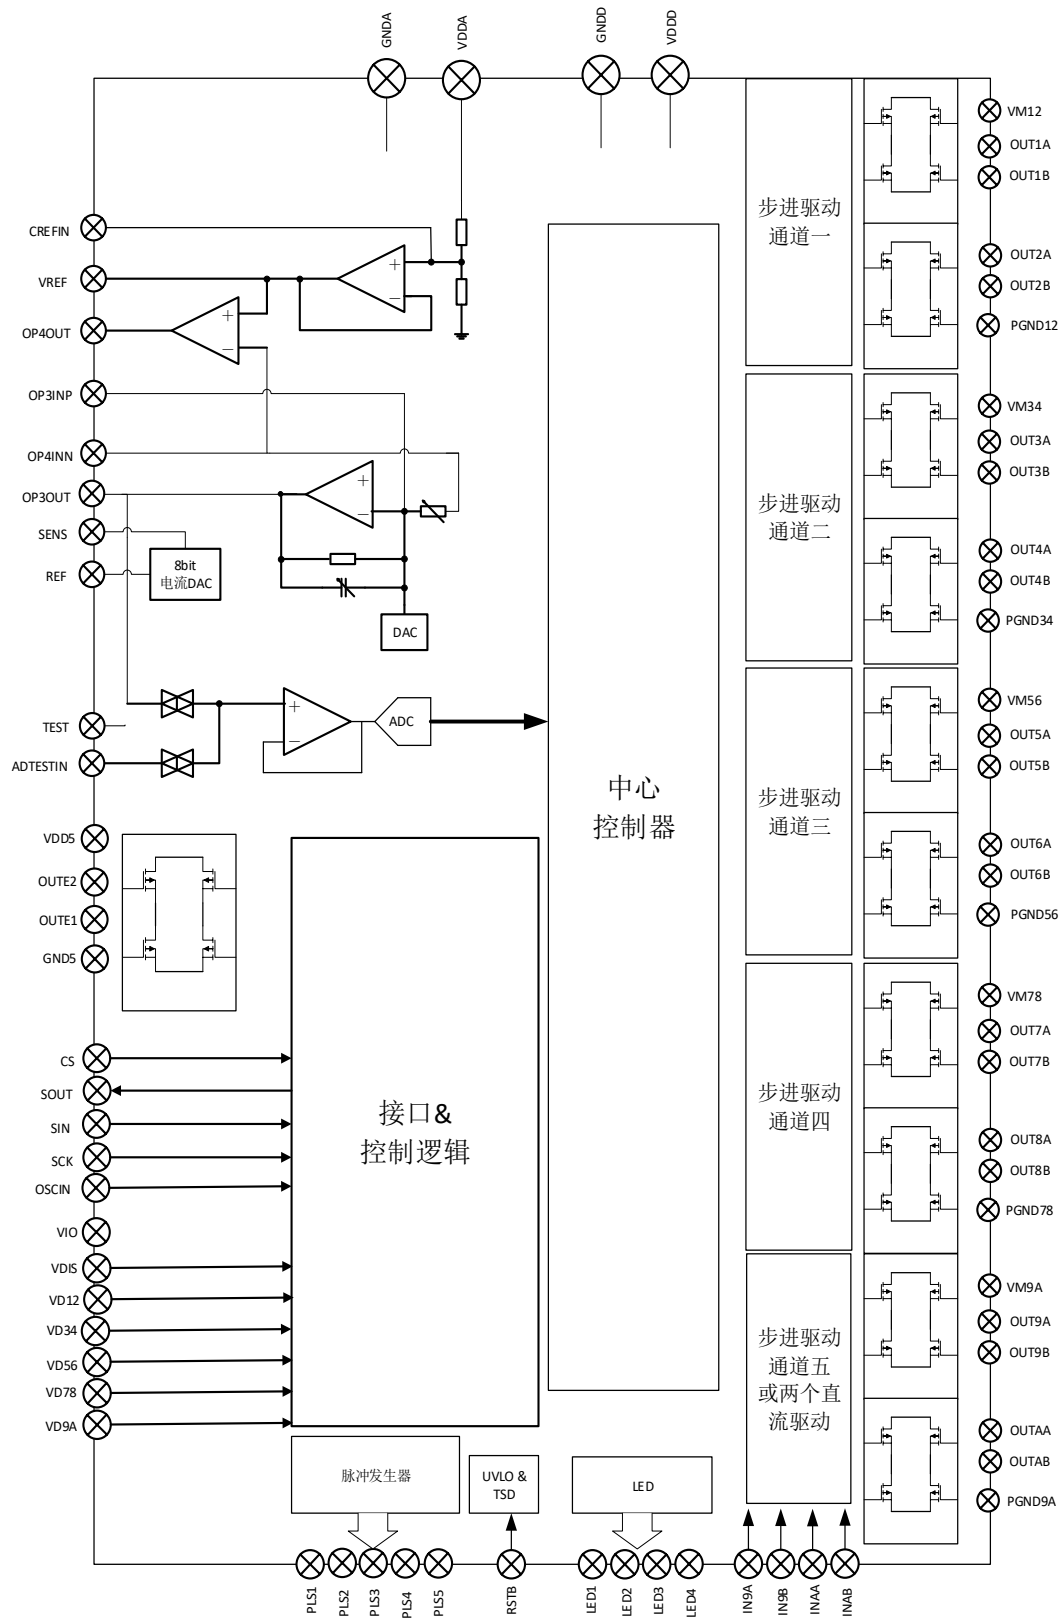 GNDA
VDDA
GNDD
VDDD
CREFIN
VREF
OP4OUT
OP3INP
OP4INN
OP3OUT
SENS
REF
TEST
ADTESTIN
VDD5
OUTE2
OUTE1
GND5
CS
SOUT
SIN
SCK
OSCIN
VIO
VDIS
VD12
VD34
VD56
VD78
VD9A
+
−
+
−
+
−
8bit
电流DAC
DAC
+
−
ADC
接口&
控制逻辑
中心
控制器
步进驱动
通道一
步进驱动
通道二
步进驱动
通道三
步进驱动
通道四
步进驱动
通道五
或两个直
流驱动
VM12
OUT1A
OUT1B
OUT2A
OUT2B
PGND12
VM34
OUT3A
OUT3B
OUT4A
OUT4B
PGND34
VM56
OUT5A
OUT5B
OUT6A
OUT6B
PGND56
VM78
OUT7A
OUT7B
OUT8A
OUT8B
PGND78
VM9A
OUT9A
OUT9B
OUTAA
OUTAB
PGND9A
脉冲发生器
UVLO &
TSD
LED
PLS1
PLS2
PLS3
PLS4
PLS5
RSTB
LED1
LED2
LED3
LED4
IN9A
IN9B
INAA
INAB